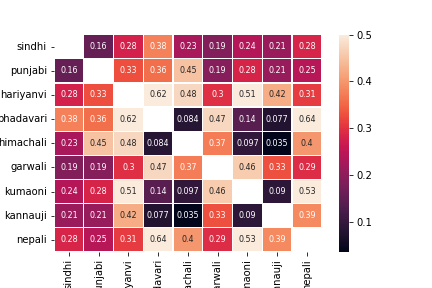 sindhi 0.16 0.28 0.38 0.23 0.19 0.24 0.21 0.28
punjabi 0.16 0.33 0.36 0.45 0.19 0.28 0.21 0.25
hariyanvi 0.28 0.33 0.62 0.48 0.3 0.51 0.42 0.31
bhadavari 0.38 0.36 0.62 0.084 0.47 0.14 0.077 0.64
himachali 0.23 0.45 0.48 0.084 0.37 0.097 0.035 0.4
garwali 0.19 0.19 0.3 0.47 0.37 0.46 0.33 0.29
kumaoni 0.24 0.28 0.51 0.14 0.097 0.46 0.09 0.53
kannauji 0.21 0.21 0.42 0.077 0.035 0.33 0.09 0.39
nepali 0.28 0.25 0.31 0.64 0.4 0.29 0.53 0.39
sindhi
unjabi
yanvi
davari
achali
arwali
naoni
nauji
nepali
0.5
0.4
0.3
0.2
0.1